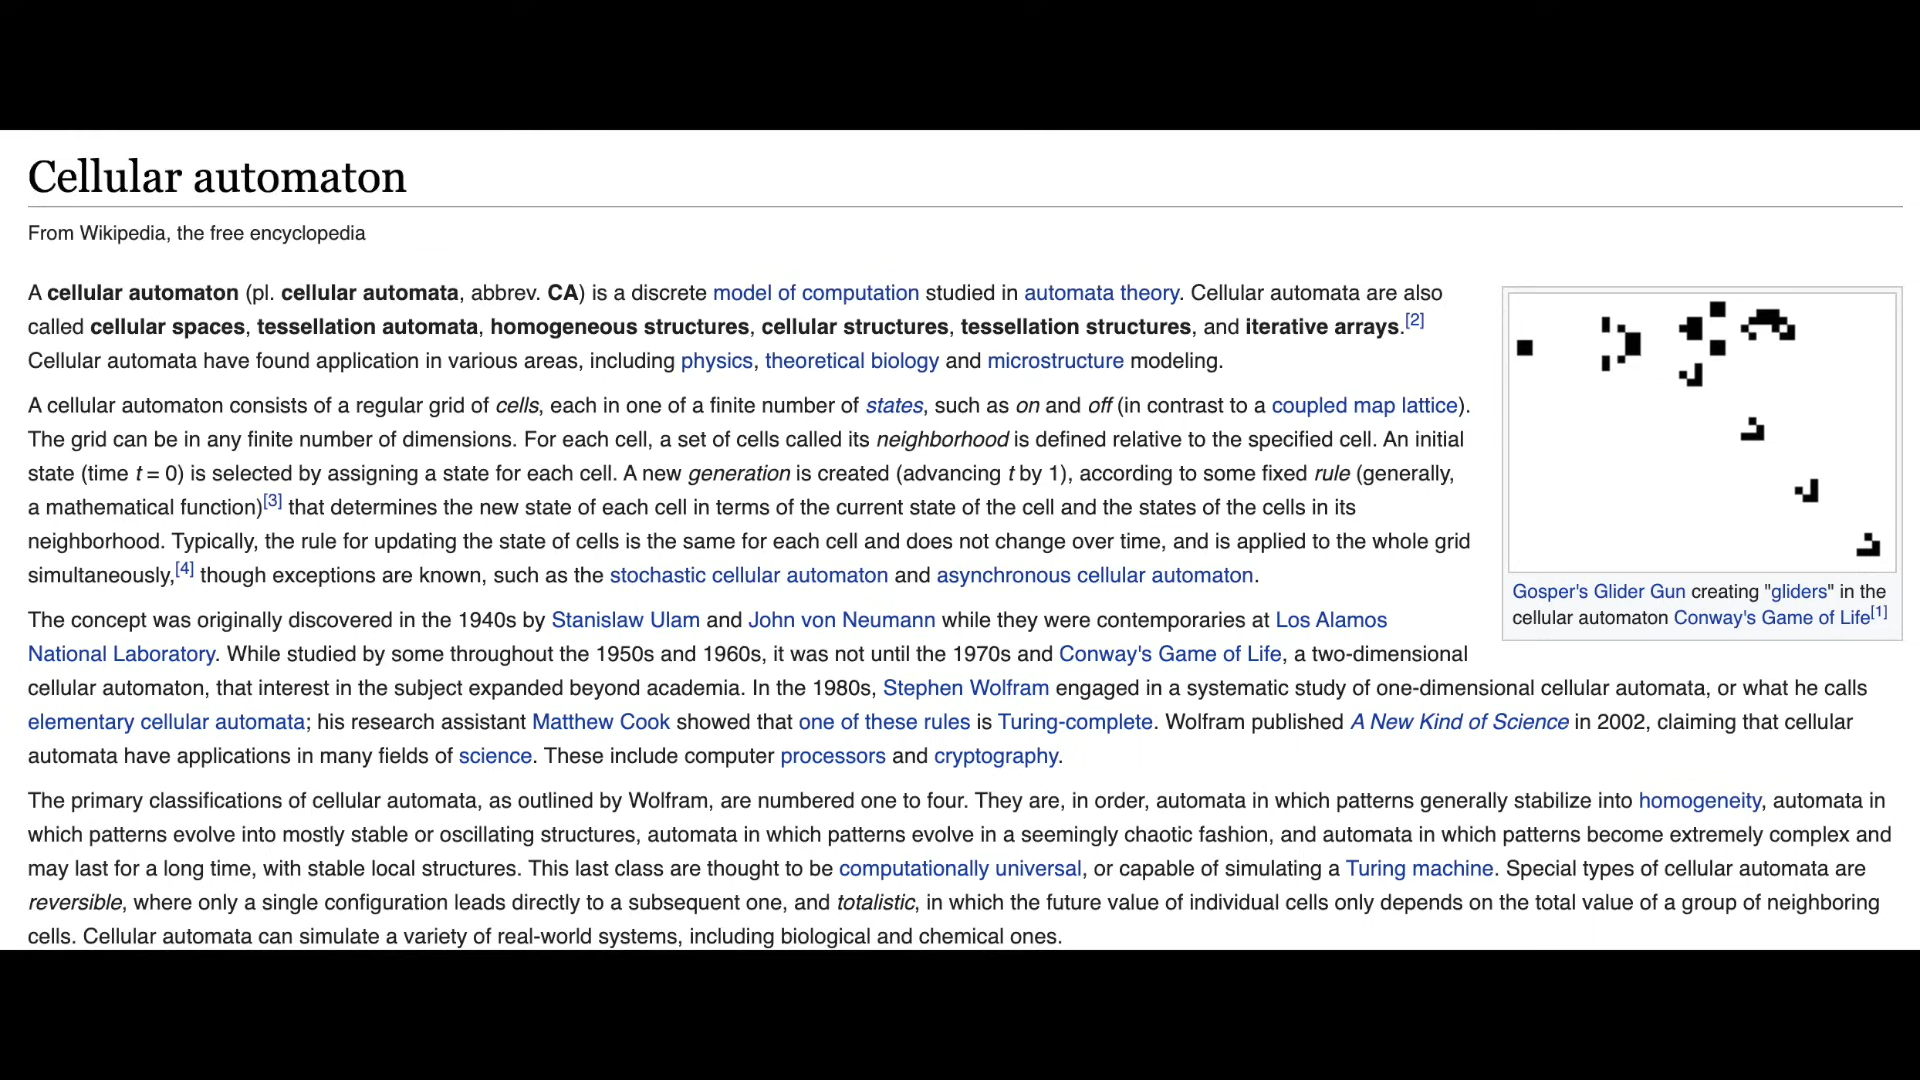 Cellular automaton
From Wikipedia, the free encyclopedia
A cellular automaton (pl. cellular automata, abbrev. CA) is a discrete model of computation studied in automata theory. Cellular automata are also
called cellular spaces, tessellation automata, homogeneous structures, cellular structures, tessellation structures, and iterative arrays.[2]
Cellular automata have found application in various areas, including physics, theoretical biology and microstructure modeling.
A cellular automaton consists of a regular grid of cells, each in one of a finite number of states, such as on and off (in contrast to a coupled map lattice).
The grid can be in any finite number of dimensions. For each cell, a set of cells called its neighborhood is defined relative to the specified cell. An initial
state (time t = 0) is selected by assigning a state for each cell. A new generation is created (advancing t by 1), according to some fixed rule (generally,
a mathematical function)[3] that determines the new state of each cell in terms of the current state of the cell and the states of the cells in its
neighborhood. Typically, the rule for updating the state of cells is the same for each cell and does not change over time, and is applied to the whole grid
simultaneously,[4] though exceptions are known, such as the stochastic cellular automaton and asynchronous cellular automaton.
Gosper's Glider Gun creating "gliders" in the
cellular automaton Conway's Game of Life[1]
The concept was originally discovered in the 1940s by Stanislaw Ulam and John von Neumann while they were contemporaries at Los Alamos
National Laboratory. While studied by some throughout the 1950s and 1960s, it was not until the 1970s and Conway's Game of Life, a two-dimensional
cellular automaton, that interest in the subject expanded beyond academia. In the 1980s, Stephen Wolfram engaged in a systematic study of one-dimensional cellular automata, or what he calls
elementary cellular automata; his research assistant Matthew Cook showed that one of these rules is Turing-complete. Wolfram published A New Kind of Science in 2002, claiming that cellular
automata have applications in many fields of science. These include computer processors and cryptography.
The primary classifications of cellular automata, as outlined by Wolfram, are numbered one to four. They are, in order, automata in which patterns generally stabilize into homogeneity, automata in
which patterns evolve into mostly stable or oscillating structures, automata in which patterns evolve in a seemingly chaotic fashion, and automata in which patterns become extremely complex and
may last for a long time, with stable local structures. This last class are thought to be computationally universal, or capable of simulating a Turing machine. Special types of cellular automata are
reversible, where only a single configuration leads directly to a subsequent one, and totalistic, in which the future value of individual cells only depends on the total value of a group of neighboring
cells. Cellular automata can simulate a variety of real-world systems, including biological and chemical ones.